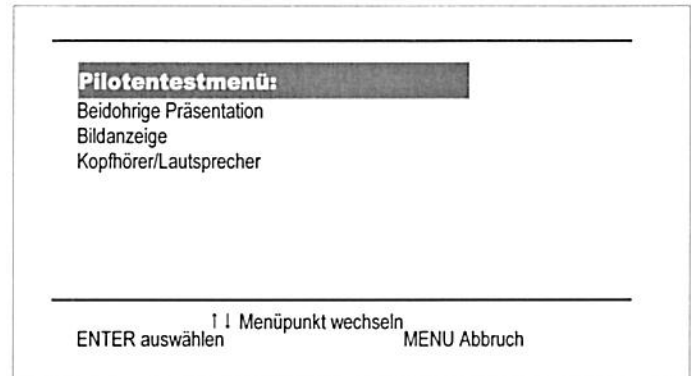 Pilotentestmenü:
Beidohrige Präsentation
Bildanzeige
Kopfhörer/Lautsprecher
↑↓ Menüpunkt wechseln
ENTER auswählen MENU Abbruch